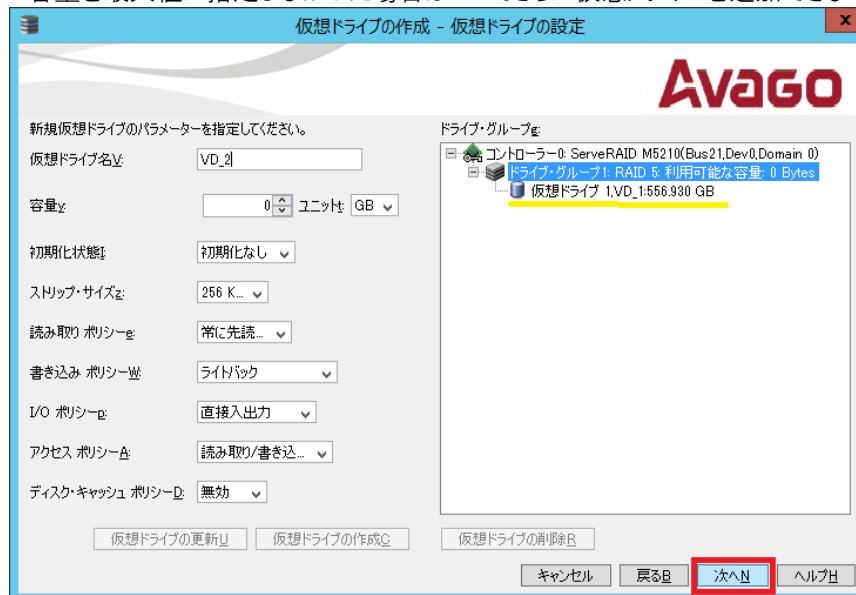 仮想ドライブの作成 - 仮想ドライブの設定
x
Avago
新規仮想ドライブのパラメーターを指定してください。
仮想ドライブ名V:
VD_2
容量y:
0
ユニットt:
GB
初期化状態I:
初期化なし
ストリップ・サイズz:
256 K...
読み取り ポリシーe:
常に先読...
書き込み ポリシーW:
ライトバック
I/O ポリシーp:
直接入出力
アクセス ポリシーA:
読み取り/書き込...
ディスク・キャッシュ ポリシーD:
無効
ドライブ・グループg:
コントローラー0: ServeRAID M5210(Bus21,Dev0,Domain 0)
ドライブ・グループ1: RAID 5: 利用可能な容量: 0 Bytes
仮想ドライブ 1,VD_1:556.930 GB
仮想ドライブの更新U
仮想ドライブの作成C
仮想ドライブの削除R
キャンセル
戻るB
次へN
ヘルプH